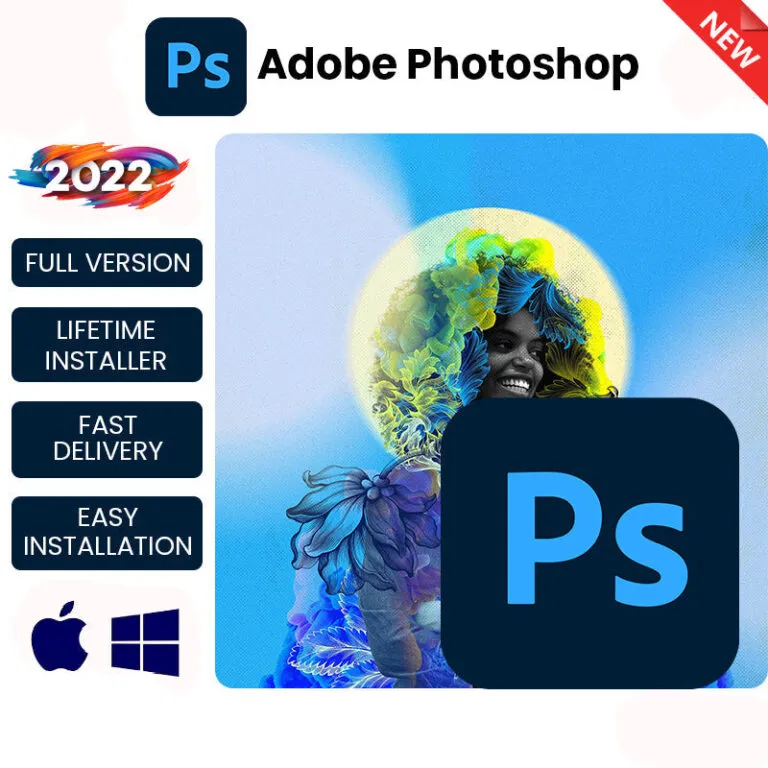 Ps
Adobe Photoshop
NEW
2022
FULL VERSION
LIFETIME
INSTALLER
FAST
DELIVERY
EASY
INSTALLATION
Ps